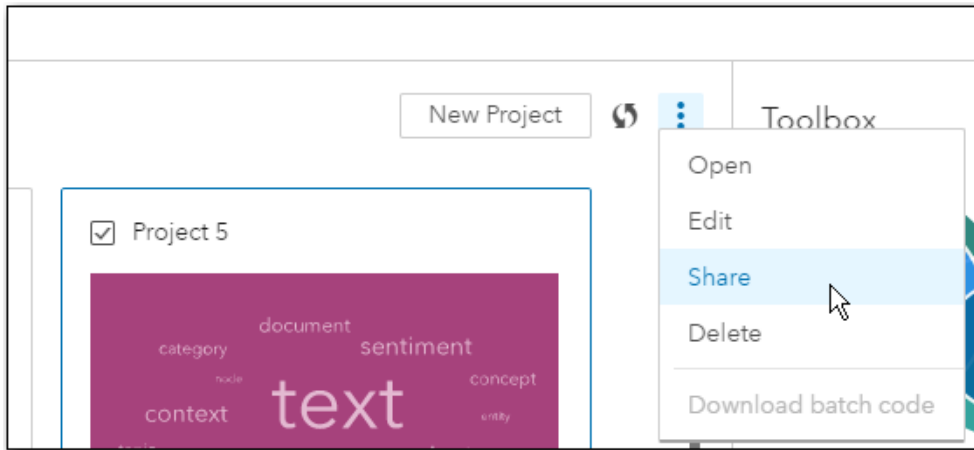 New Project
Toolbox
Open
Edit
Share
Delete
Download batch code
Project 5
document
category
sentiment
concept
text
context
entity